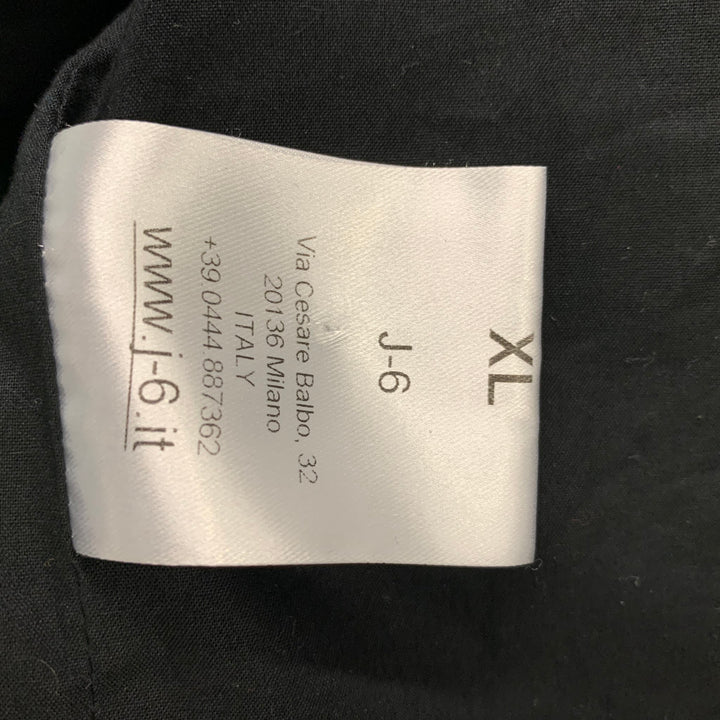 XL
J-6
Via Cesare Balbo, 32
20136 Milano
ITALY
+39 0444 887362
www.j-6.it